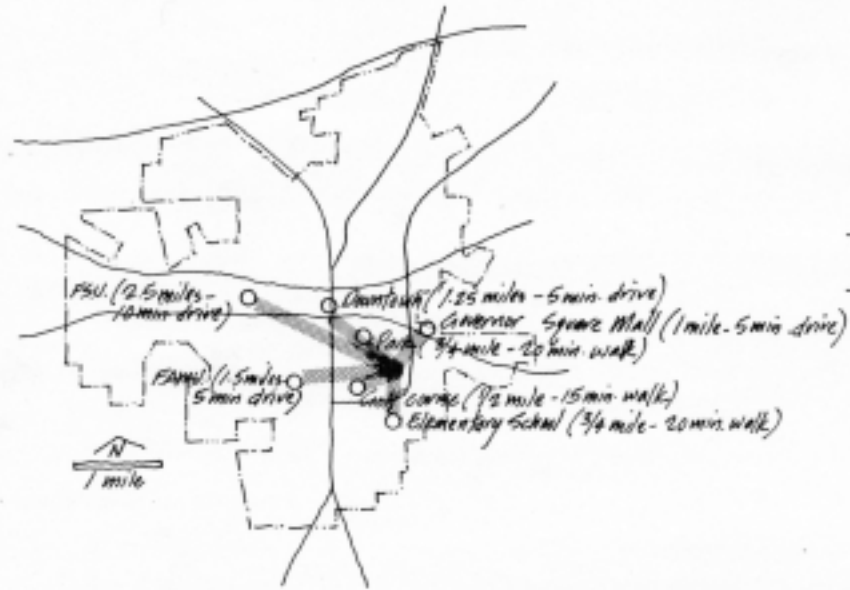 FSU. (2.5 miles -
10 min drive)
Downtown (1.25 miles - 5 min. drive)
Governor Square Mall (1 mile - 5 min drive)
Park (3/4 mile - 20 min. walk)
FAMU (1.5 miles
5 min drive)
Golf course (1/2 mile - 15 min. walk)
Elementary School (3/4 mile - 20 min. walk)
N
1 mile